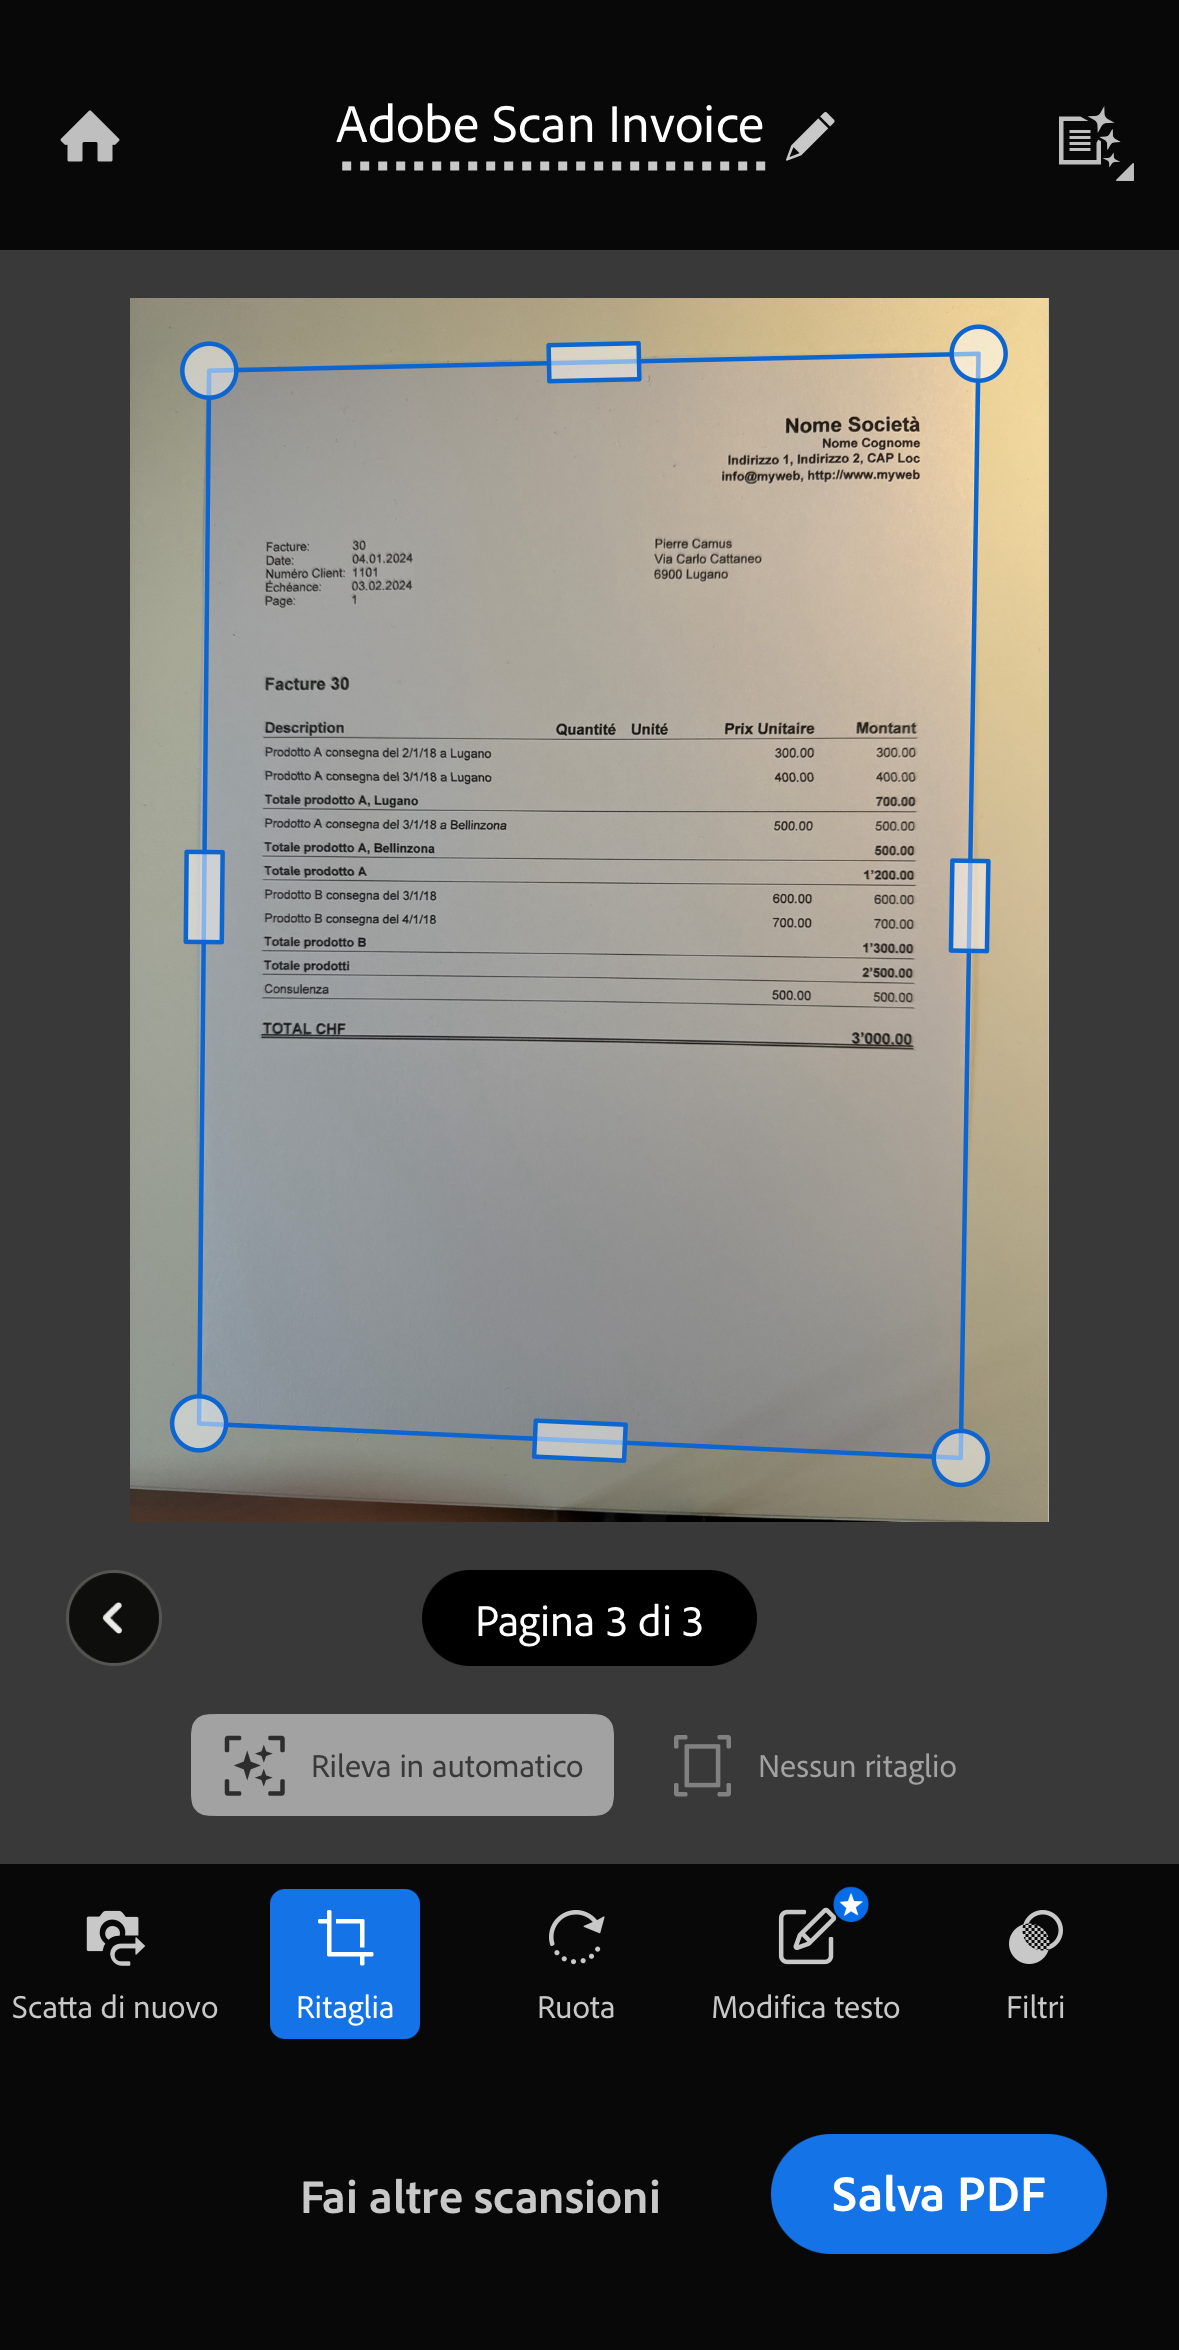 Adobe Scan Invoice
Nome Società
Nome Cognome
Indirizzo 1, Indirizzo 2, CAP Loc
info@myweb, http://www.myweb
Facture: 30
Date: 04.01.2024
Numéro Client: 1101
Échéance: 03.02.2024
Page: 1
Pierre Camus
Via Carlo Cattaneo
6900 Lugano
Facture 30
Description Quantité Unité Prix Unitaire Montant
Prodotto A consegna del 2/1/18 a Lugano 300.00 300.00
Prodotto A consegna del 3/1/18 a Lugano 400.00 400.00
Totale prodotto A, Lugano 700.00
Prodotto A consegna del 3/1/18 a Bellinzona 500.00 500.00
Totale prodotto A, Bellinzona 500.00
Totale prodotto A 1'200.00
Prodotto B consegna del 3/1/18 600.00 600.00
Prodotto B consegna del 4/1/18 700.00 700.00
Totale prodotto B 1'300.00
Totale prodotti 2'500.00
Consulenza 500.00 500.00
TOTAL CHF 3'000.00
Pagina 3 di 3
Rileva in automatico Nessun ritaglio
Scatta di nuovo Ritaglia Ruota Modifica testo Filtri
Fai altre scansioni Salva PDF